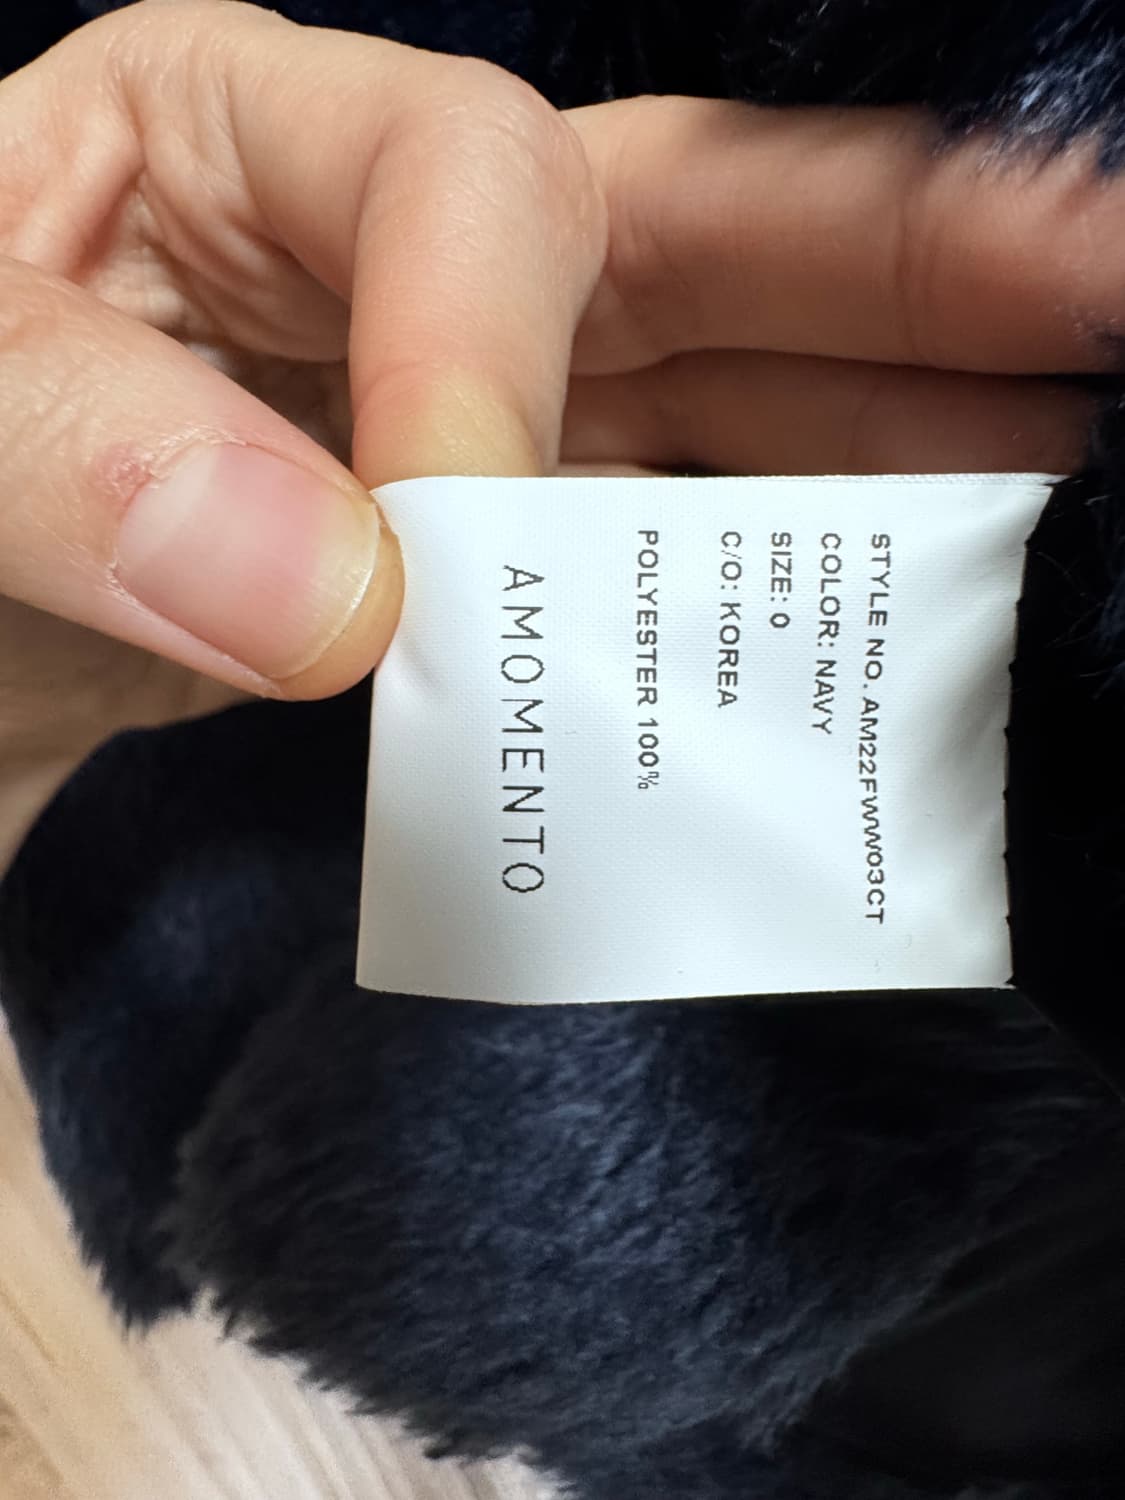 STYLE NO. AM22FWW03CT
COLOR: NAVY
SIZE: 0
C/O: KOREA
POLYESTER 100%
AMOMENTO